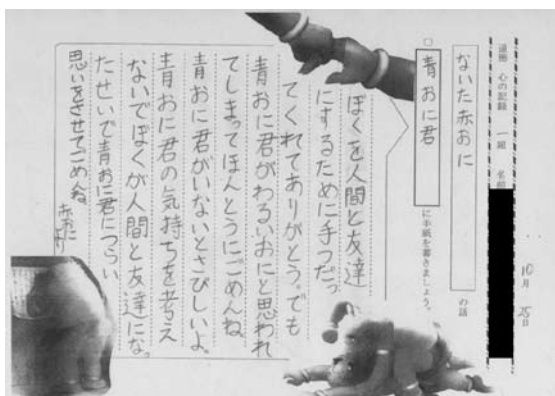 道徳 心の記録 一組 名前
10月25日
ないた赤おに
の話
○
青おに君
に手紙を書きましょう。
ぼくを人間と友達
にするために手つだっ
てくれてありがとう。でも
青おに君がわるいおにと思われ
てしまってほんとうにごめんね。
青おに君がいないとさびしいよ。
青おに君の気持ちを考え
ないでぼくが人間と友達になっ
たせいで青おに君につらい
思いをさせてごめんね
赤おに
より